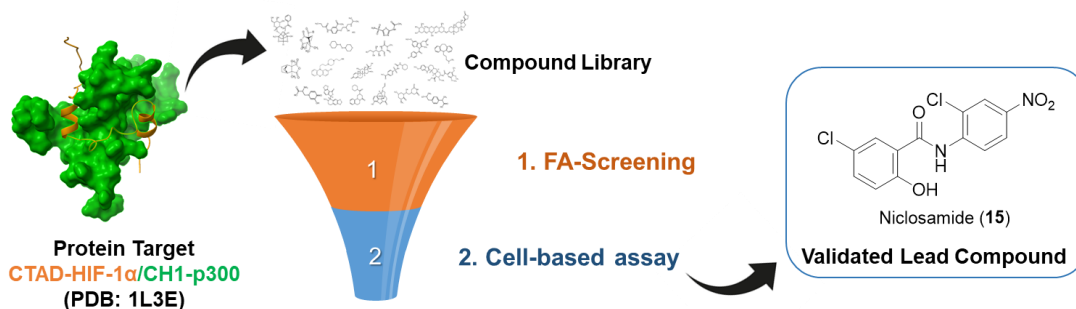 Compound Library
Protein Target
CTAD-HIF-1α/CH1-p300
(PDB: 1L3E)
1
2
1. FA-Screening
2. Cell-based assay
Cl
NO₂
O
Cl
N
H
OH
Niclosamide (15)
Validated Lead Compound